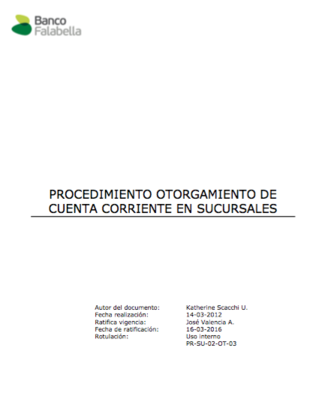 Banco
Falabella
PROCEDIMIENTO OTORGAMIENTO DE
CUENTA CORRIENTE EN SUCURSALES
Autor del documento: Katherine Scacchi U.
Fecha realización: 14-03-2012
Ratifica vigencia: José Valencia A.
Fecha de ratificación: 16-03-2016
Rotulación: Uso interno
PR-SU-02-OT-03